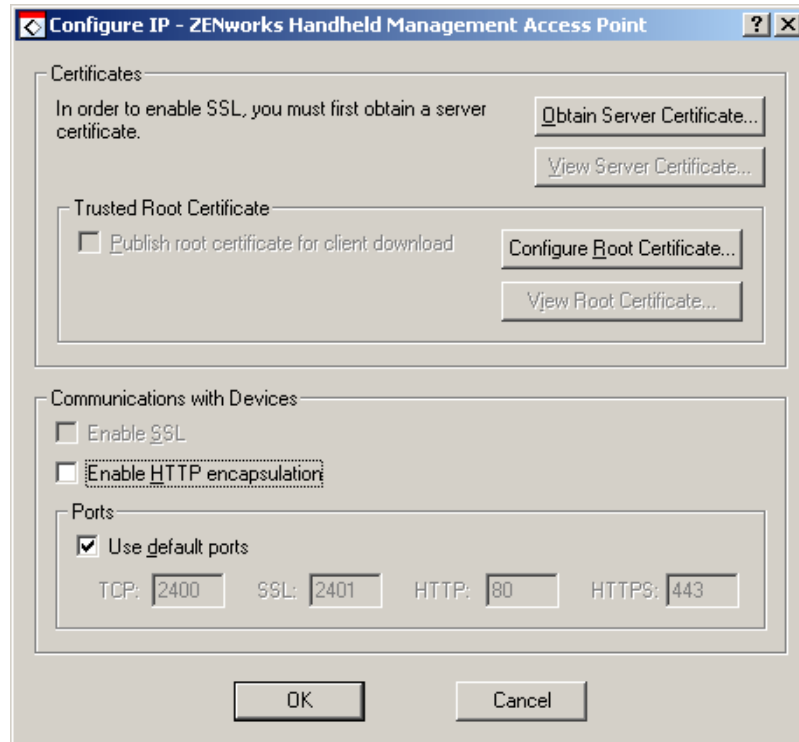 Configure IP - ZENworks Handheld Management Access Point
Certificates
In order to enable SSL, you must first obtain a server
certificate.
Obtain Server Certificate...
View Server Certificate...
Trusted Root Certificate
Publish root certificate for client download
Configure Root Certificate...
View Root Certificate...
Communications with Devices
Enable SSL
Enable HTTP encapsulation
Ports
Use default ports
TCP: 2400 SSL: 2401 HTTP: 80 HTTPS: 443
OK Cancel